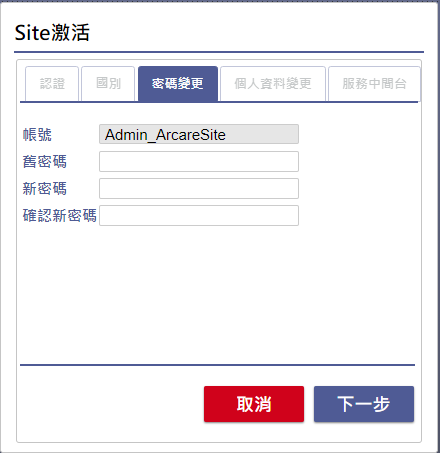 Site激活
認證 國別 密碼變更 個人資料變更 服務中間台
帳號 Admin_ArcareSite
舊密碼
新密碼
確認新密碼
取消 下一步